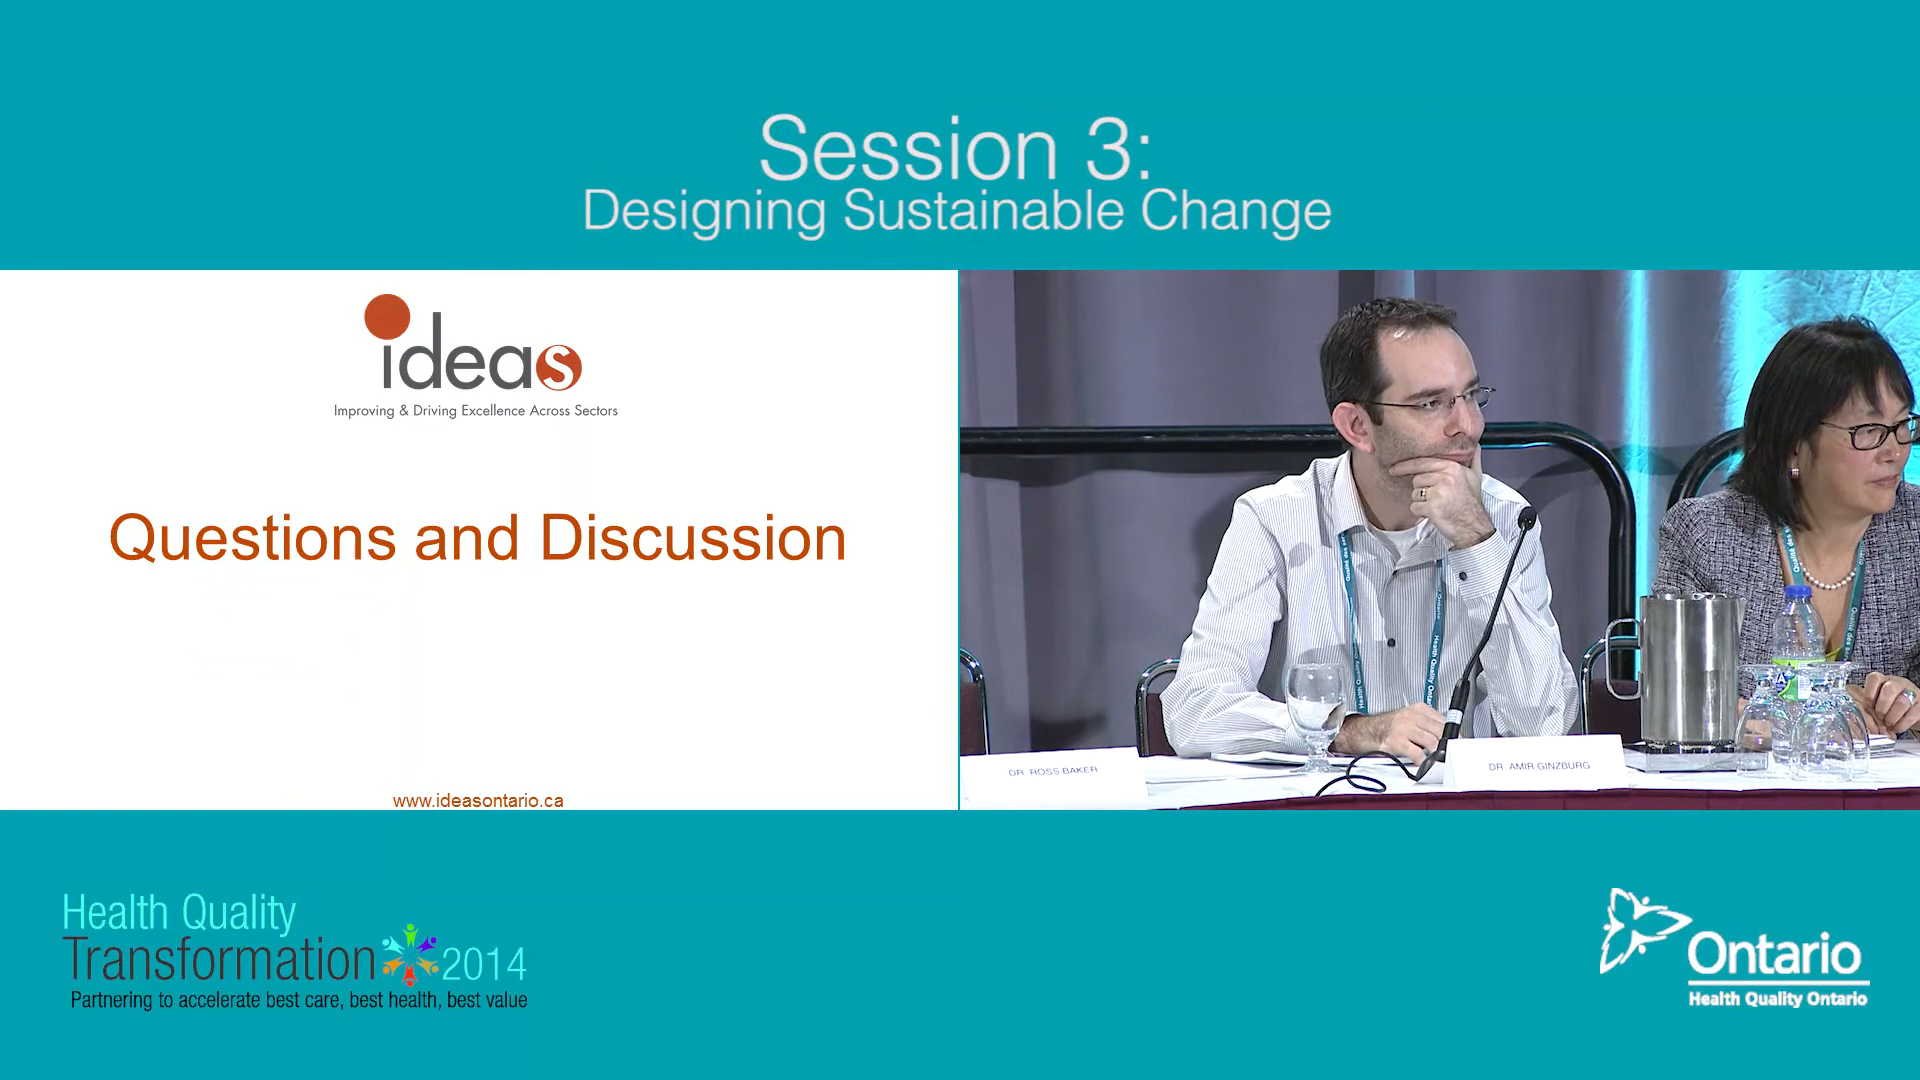 Session 3:
Designing Sustainable Change
ideas
Improving & Driving Excellence Across Sectors
Questions and Discussion
www.ideasontario.ca
DR. ROSS BAKER
DR. AMIR GINZBURG
Health Quality
Transformation 2014
Partnering to accelerate best care, best health, best value
Ontario
Health Quality Ontario